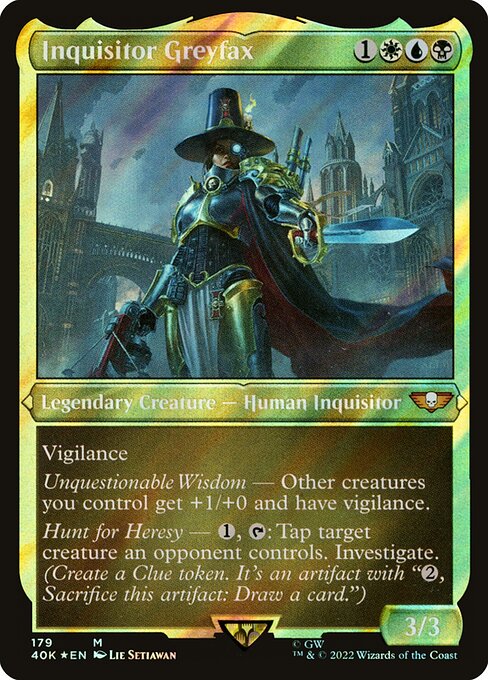 Inquisitor Greyfax 1
Legendary Creature — Human Inquisitor
Vigilance
Unquestionable Wisdom — Other creatures
you control get +1/+0 and have vigilance.
Hunt for Heresy — 1, : Tap target
creature an opponent controls. Investigate.
(Create a Clue token. It's an artifact with “2,
Sacrifice this artifact: Draw a card.”)
3/3
179 M
40K ★ EN Lie Setiawan
© GW
™ & © 2022 Wizards of the Coast